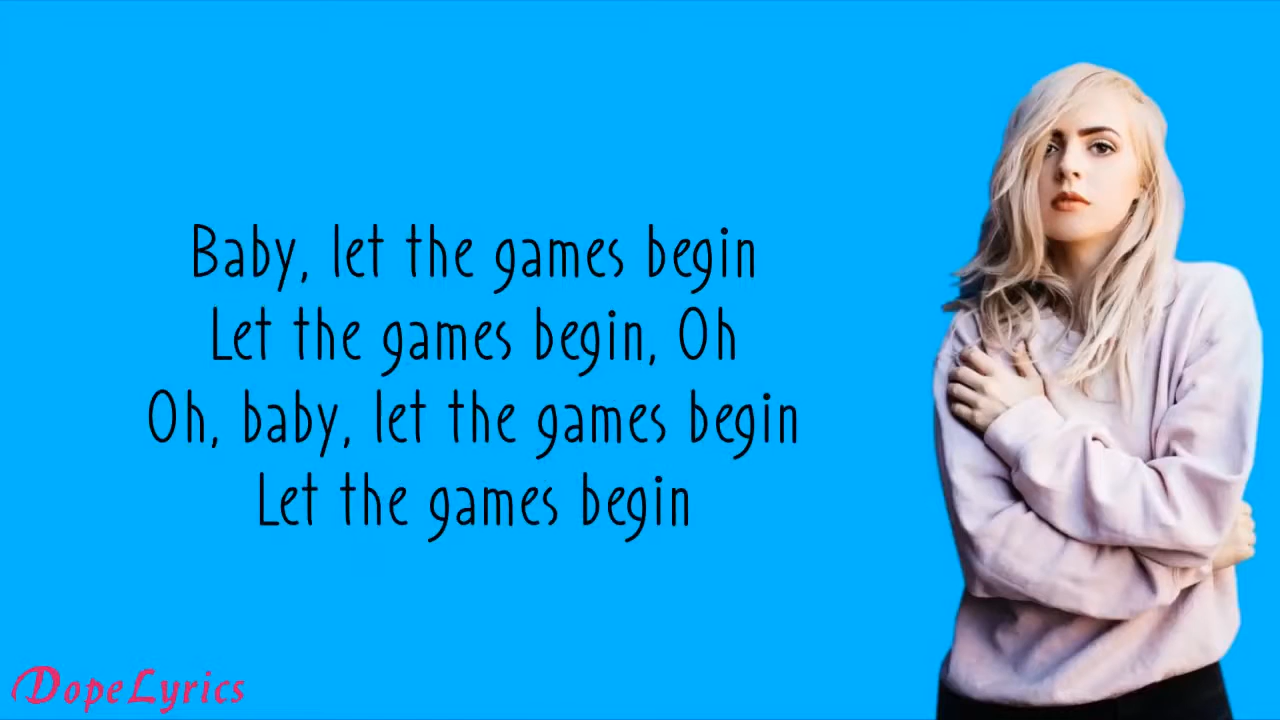 Baby, let the games begin
Let the games begin, Oh
Oh, baby, let the games begin
Let the games begin
DopeLyrics